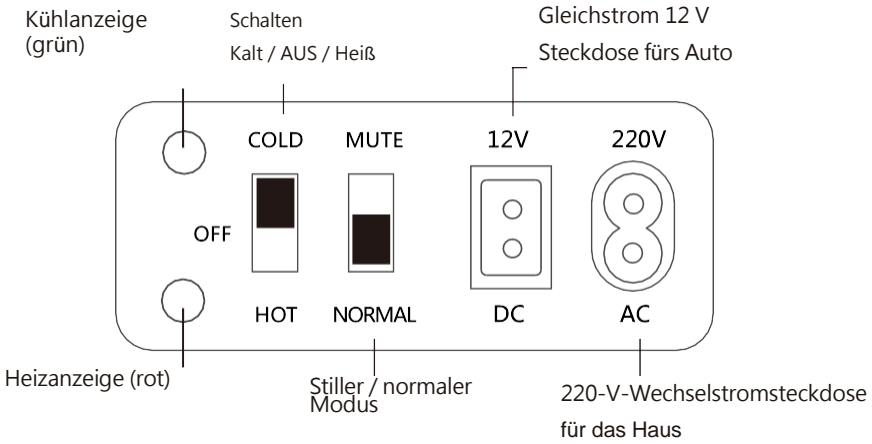 Kühlanzeige
(grün)
Schalten
Kalt / AUS / Heiß
Gleichstrom 12 V
Steckdose fürs Auto
COLD MUTE 12V 220V
OFF
HOT NORMAL DC AC
Heizanzeige (rot)
Stiller / normaler
Modus
220-V-Wechselstromsteckdose
für das Haus